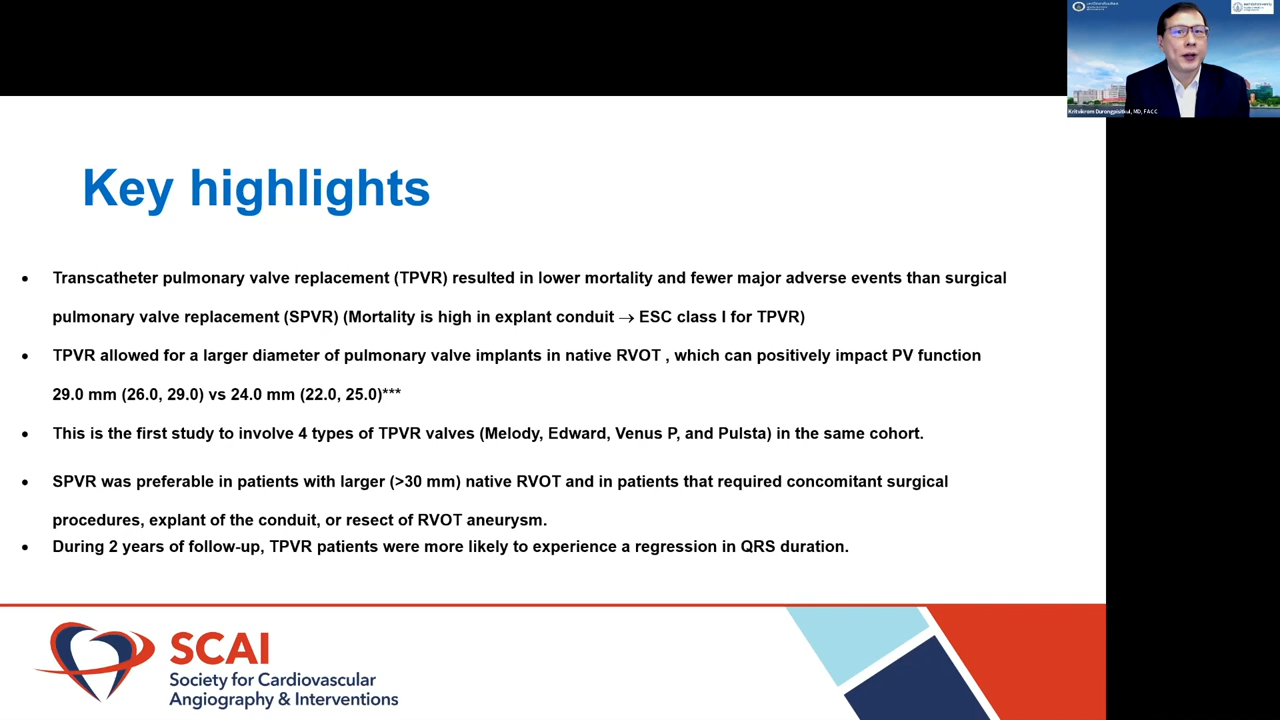 Kritvikrom Durongpisitkul, MD, FACC
Key highlights
• Transcatheter pulmonary valve replacement (TPVR) resulted in lower mortality and fewer major adverse events than surgical
pulmonary valve replacement (SPVR) (Mortality is high in explant conduit → ESC class I for TPVR)
• TPVR allowed for a larger diameter of pulmonary valve implants in native RVOT , which can positively impact PV function
29.0 mm (26.0, 29.0) vs 24.0 mm (22.0, 25.0)***
• This is the first study to involve 4 types of TPVR valves (Melody, Edward, Venus P, and Pulsta) in the same cohort.
• SPVR was preferable in patients with larger (>30 mm) native RVOT and in patients that required concomitant surgical
procedures, explant of the conduit, or resect of RVOT aneurysm.
• During 2 years of follow-up, TPVR patients were more likely to experience a regression in QRS duration.
SCAI
Society for Cardiovascular
Angiography & Interventions